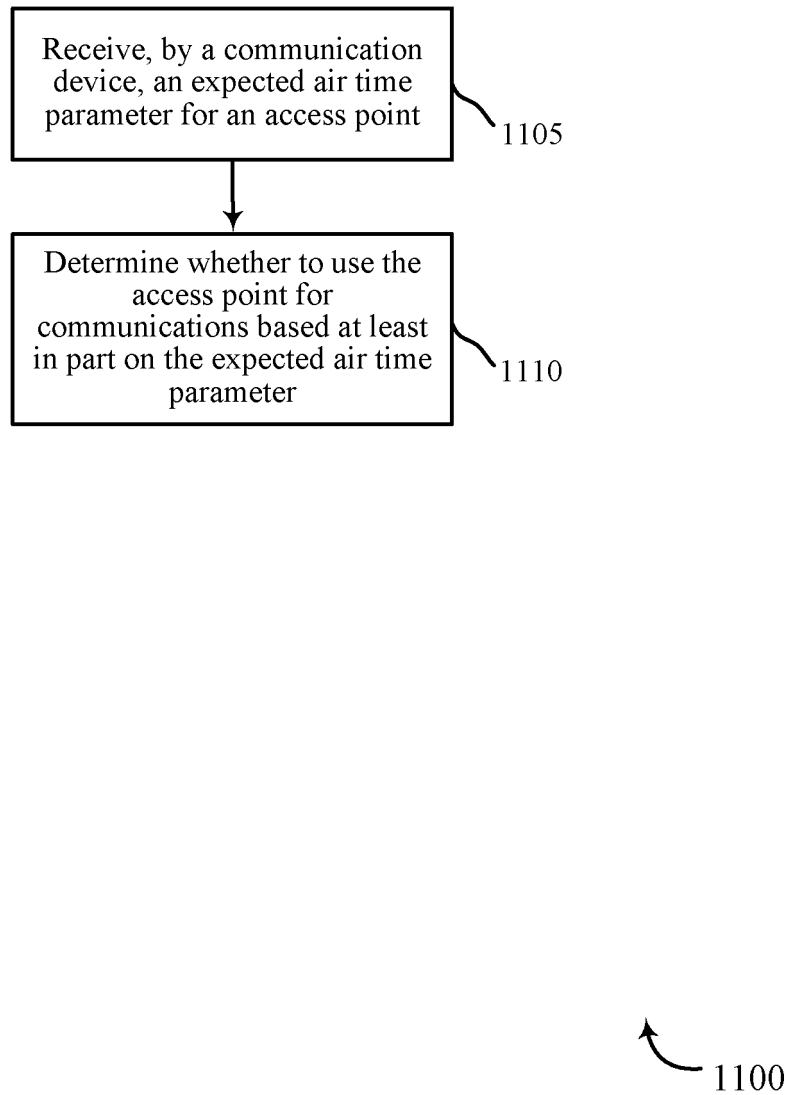 Receive, by a communication
device, an expected air time
parameter for an access point
1105
Determine whether to use the
access point for
communications based at least
in part on the expected air time
parameter
1110
1100